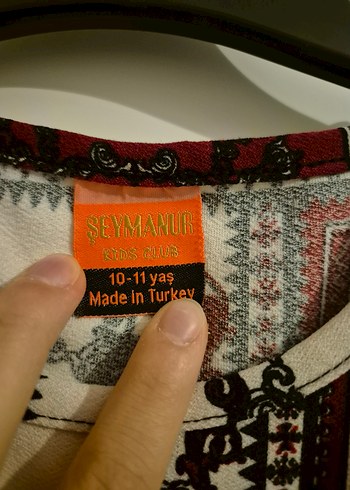 ŞEYMANUR
KIDS CLUB
10-11 yaş
Made in Turkey